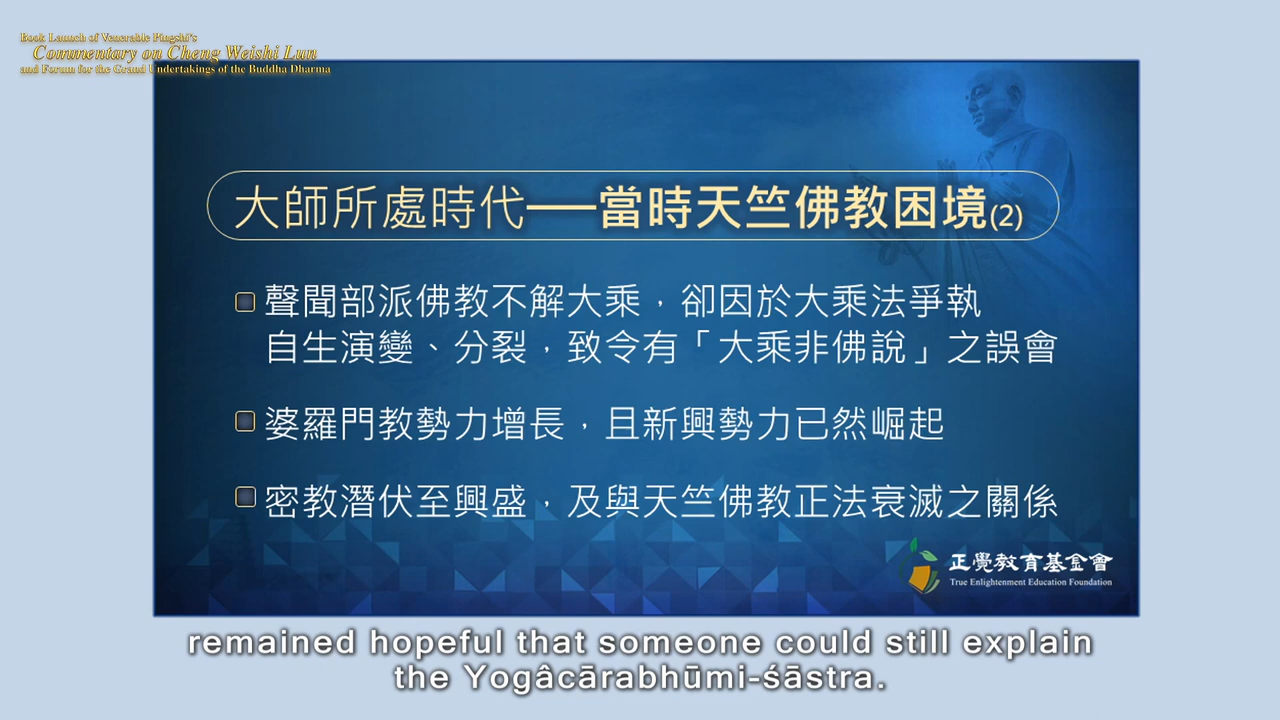 Book Launch of Venerable Pingshi's
Commentary on Cheng Weishi Lun
and Forum for the Grand Undertakings of the Buddha Dharma
大師所處時代——當時天竺佛教困境(2)
聲聞部派佛教不解大乘，卻因於大乘法爭執
自生演變、分裂，致令有「大乘非佛說」之誤會
婆羅門教勢力增長，且新興勢力已然崛起
密教潛伏至興盛，及與天竺佛教正法衰滅之關係
正覺教育基金會
True Enlightenment Education Foundation
remained hopeful that someone could still explain
the Yogâcārabhūmi-śāstra.